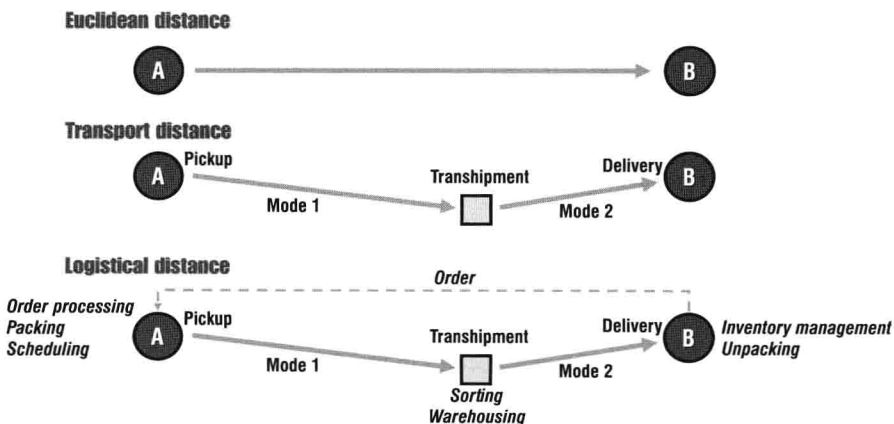 Euclidean distance
A
B
Transport distance
A
Pickup
Mode 1
Transhipment
Mode 2
Delivery
B
Logistical distance
Order
Order processing
Packing
Scheduling
A
Pickup
Mode 1
Transhipment
Sorting
Warehousing
Mode 2
Delivery
B
Inventory management
Unpacking